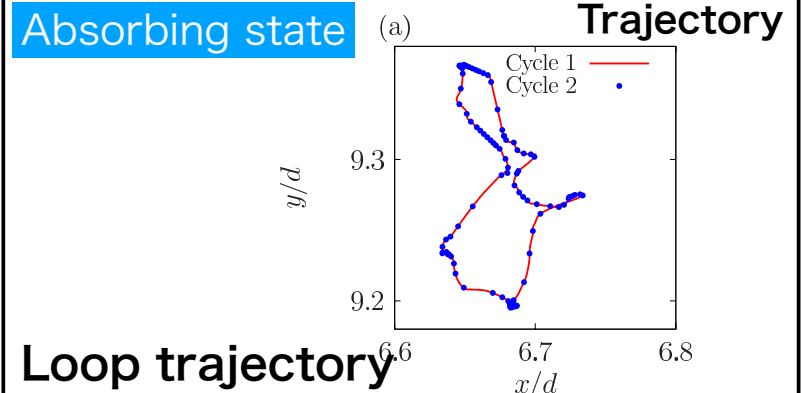 Absorbing state
(a)
Trajectory
Cycle 1
Cycle 2
y/d
9.3
9.2
6.6
6.7
6.8
x/d
Loop trajectory